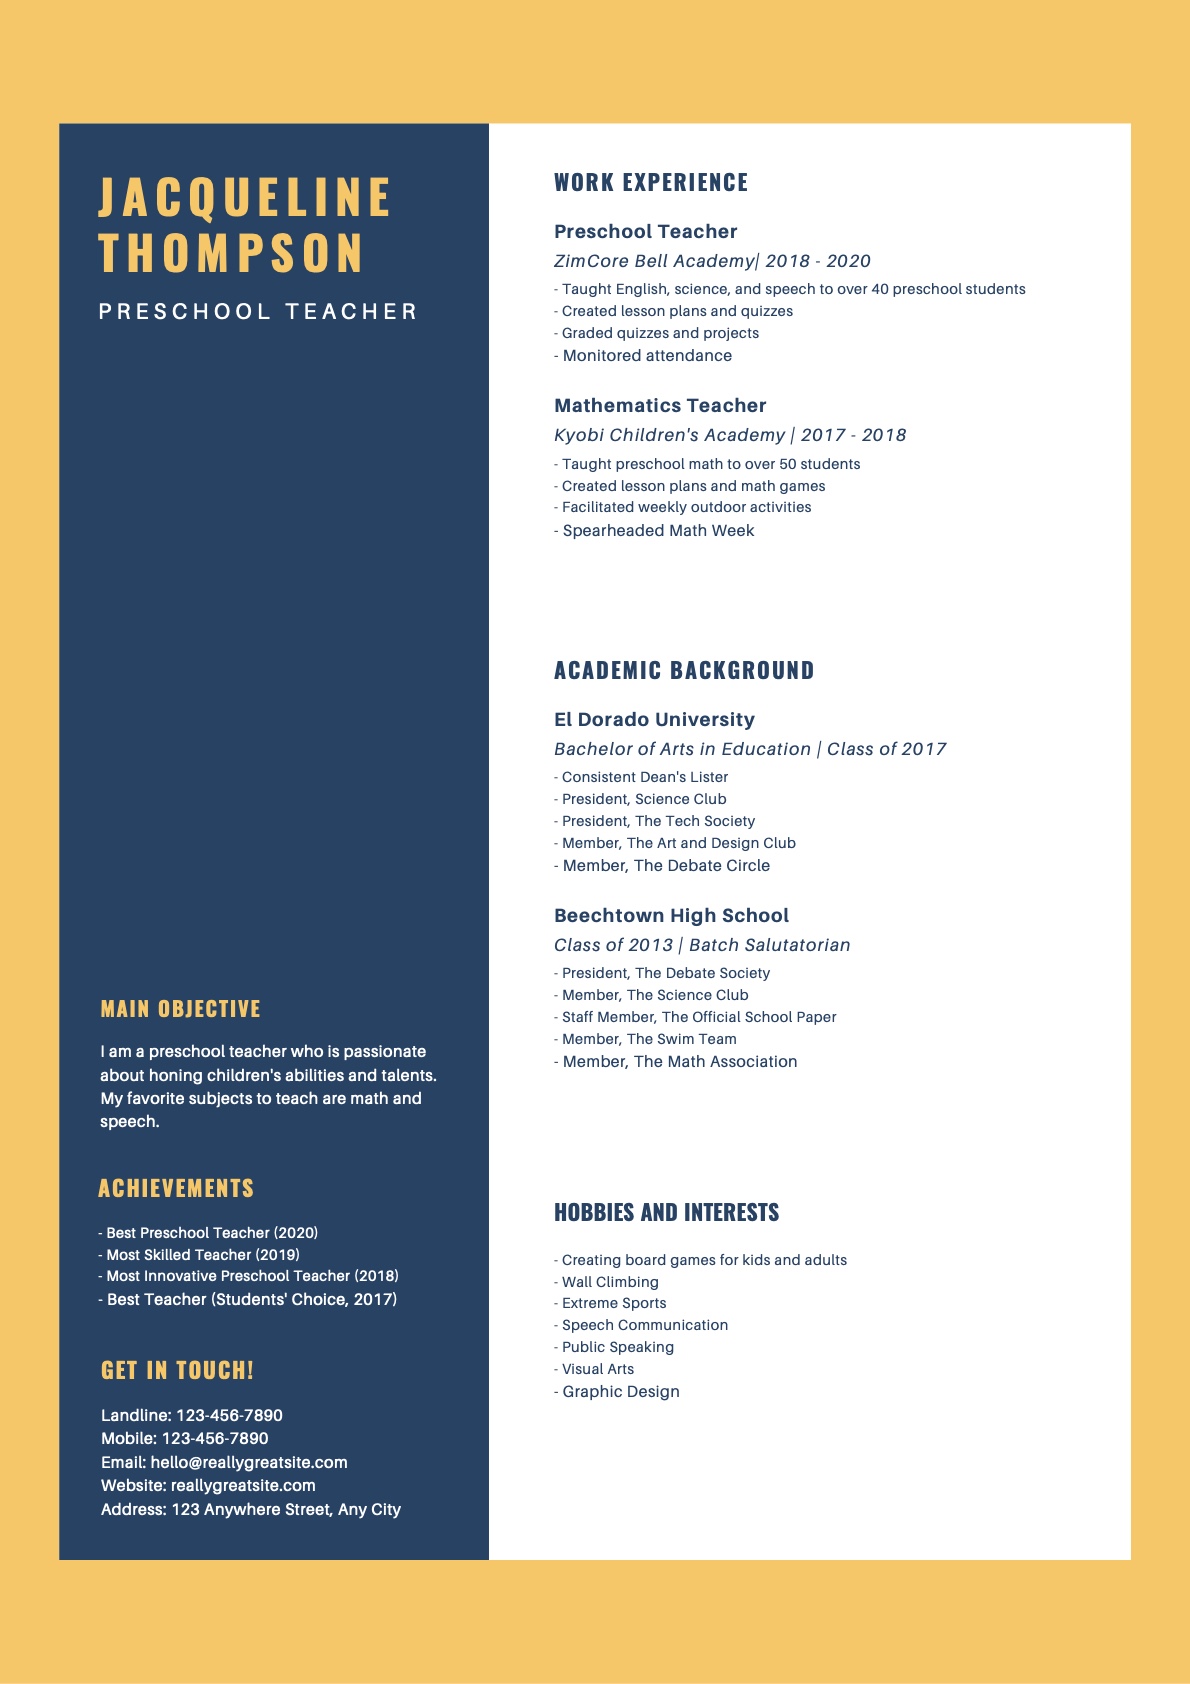 JACQUELINE
THOMPSON
PRESCHOOL TEACHER
MAIN OBJECTIVE
I am a preschool teacher who is passionate
about honing children's abilities and talents.
My favorite subjects to teach are math and
speech.
ACHIEVEMENTS
- Best Preschool Teacher (2020)
- Most Skilled Teacher (2019)
- Most Innovative Preschool Teacher (2018)
- Best Teacher (Students' Choice, 2017)
GET IN TOUCH!
Landline: 123-456-7890
Mobile: 123-456-7890
Email: hello@reallygreatsite.com
Website: reallygreatsite.com
Address: 123 Anywhere Street, Any City
WORK EXPERIENCE
Preschool Teacher
ZimCore Bell Academy| 2018 - 2020
- Taught English, science, and speech to over 40 preschool students
- Created lesson plans and quizzes
- Graded quizzes and projects
- Monitored attendance
Mathematics Teacher
Kyobi Children's Academy | 2017 - 2018
- Taught preschool math to over 50 students
- Created lesson plans and math games
- Facilitated weekly outdoor activities
- Spearheaded Math Week
ACADEMIC BACKGROUND
El Dorado University
Bachelor of Arts in Education | Class of 2017
- Consistent Dean's Lister
- President, Science Club
- President, The Tech Society
- Member, The Art and Design Club
- Member, The Debate Circle
Beechtown High School
Class of 2013 | Batch Salutatorian
- President, The Debate Society
- Member, The Science Club
- Staff Member, The Official School Paper
- Member, The Swim Team
- Member, The Math Association
HOBBIES AND INTERESTS
- Creating board games for kids and adults
- Wall Climbing
- Extreme Sports
- Speech Communication
- Public Speaking
- Visual Arts
- Graphic Design